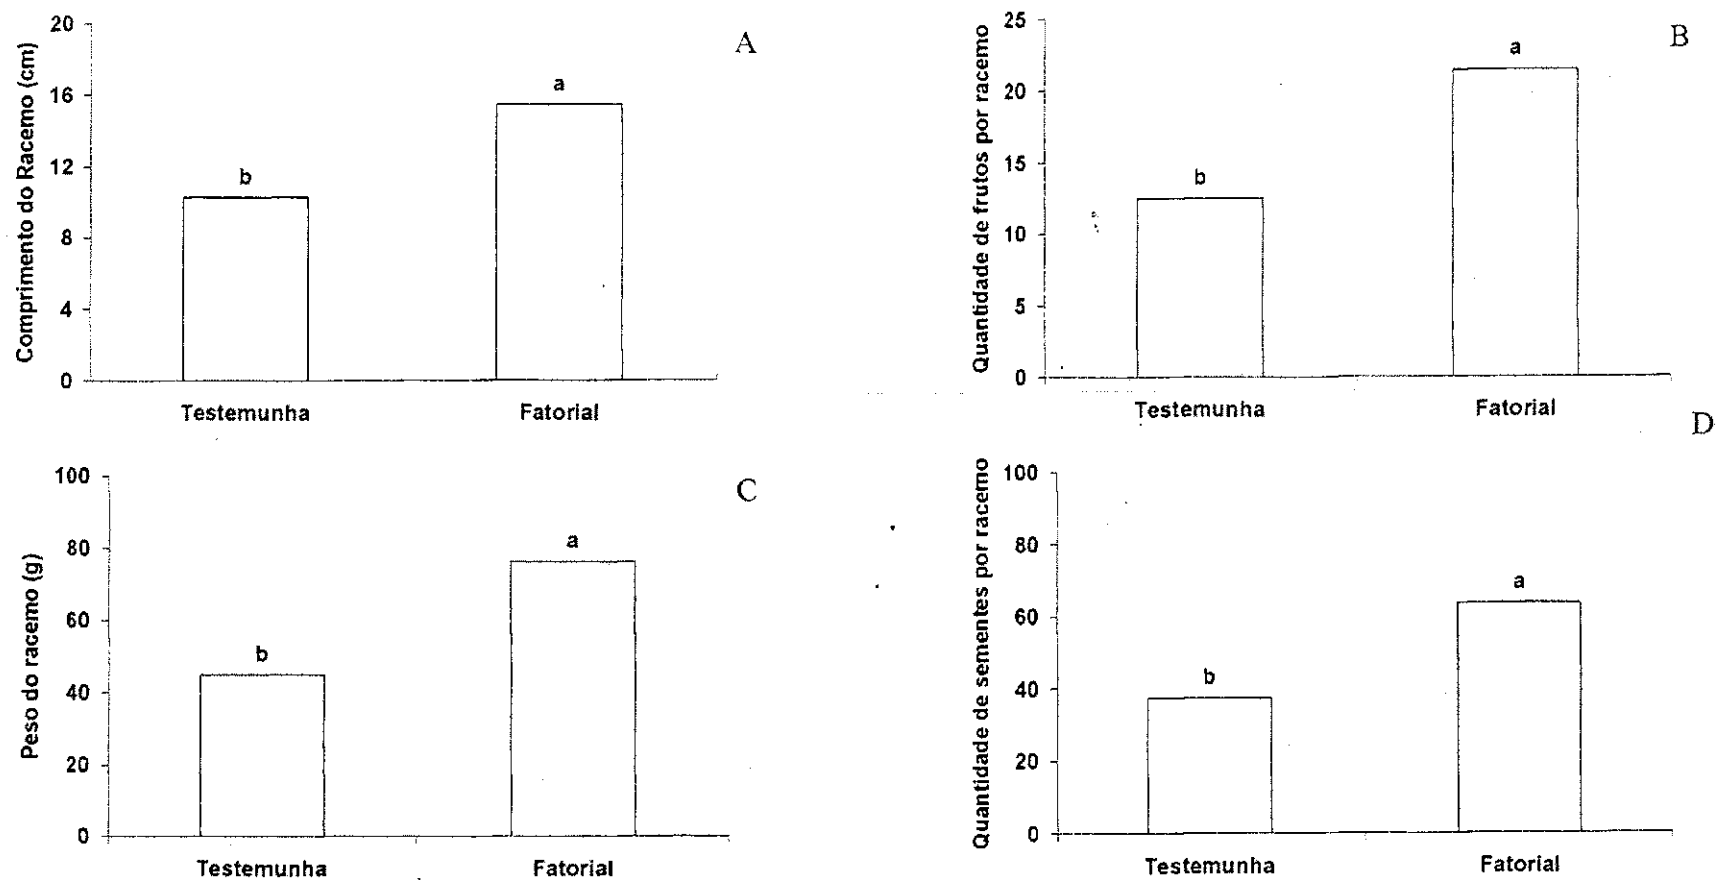 A
Comprimento do Racemo (cm)
20
16
12
8
4
0
b
a
Testemunha Fatorial
B
Quantidade de frutos por racemo
25
20
15
10
5
0
b
a
Testemunha Fatorial
C
Peso do racemo (g)
100
80
60
40
20
0
b
a
Testemunha Fatorial
D
Quantidade de sementes por racemo
100
80
60
40
20
0
b
a
Testemunha Fatorial